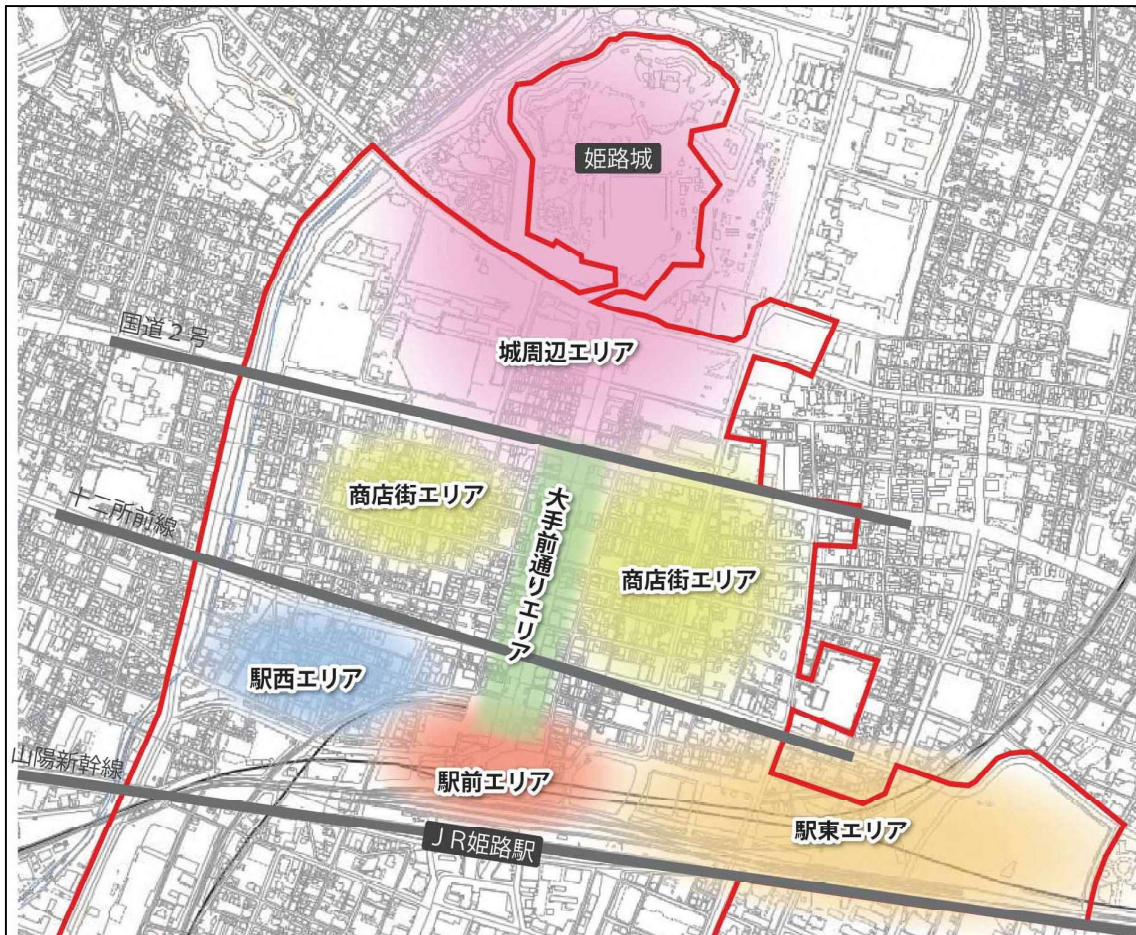 姫路城
国道２号
城周辺エリア
商店街エリア
大手前通りエリア
十二所前線
商店街エリア
駅西エリア
山陽新幹線
駅前エリア
ＪＲ姫路駅
駅東エリア